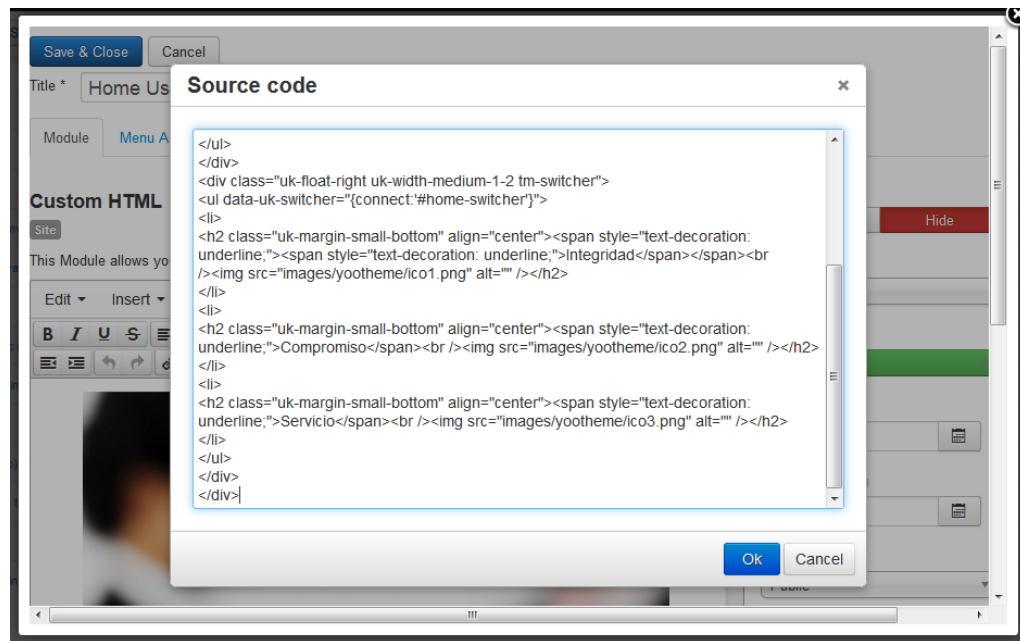 Save & Close
Cancel
Title *
Home Us
Source code
×
Module
Menu A
</ul>
</div>
<div class="uk-float-right uk-width-medium-1-2 tm-switcher">
<ul data-uk-switcher="{connect:'#home-switcher'}">
<li>
<h2 class="uk-margin-small-bottom" align="center"><span style="text-decoration:
underline;"><span style="text-decoration: underline;">Integridad</span></span><br
/><img src="images/yootheme/ico1.png" alt="" /></h2>
</li>
<li>
<h2 class="uk-margin-small-bottom" align="center"><span style="text-decoration:
underline;">Compromiso</span><br /><img src="images/yootheme/ico2.png" alt="" /></h2>
</li>
<li>
<h2 class="uk-margin-small-bottom" align="center"><span style="text-decoration:
underline;">Servicio</span><br /><img src="images/yootheme/ico3.png" alt="" /></h2>
</li>
</ul>
</div>
</div>
Custom HTML
Site
Hide
This Module allows yo
Edit
Insert
B I U S
Ok
Cancel
Public